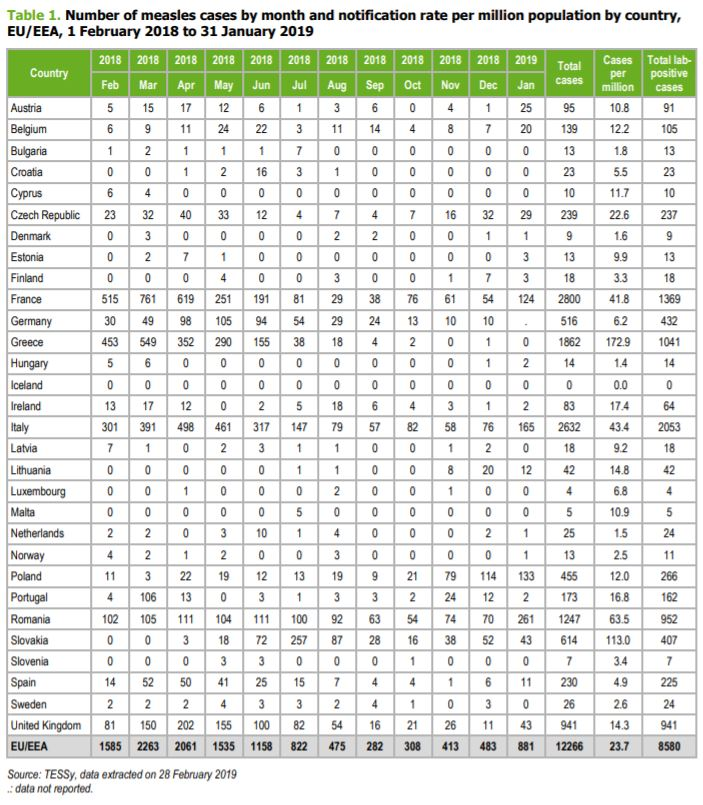 Table 1. Number of measles cases by month and notification rate per million population by country,
EU/EEA, 1 February 2018 to 31 January 2019
Country 2018 Feb 2018 Mar 2018 Apr 2018 May 2018 Jun 2018 Jul 2018 Aug 2018 Sep 2018 Oct 2018 Nov 2018 Dec 2019 Jan Total cases Cases per million Total lab-positive cases
Austria 5 15 17 12 6 1 3 6 0 4 1 25 95 10.8 91
Belgium 6 9 11 24 22 3 11 14 4 8 7 20 139 12.2 105
Bulgaria 1 2 1 1 1 7 0 0 0 0 0 0 13 1.8 13
Croatia 0 0 1 2 16 3 1 0 0 0 0 0 23 5.5 23
Cyprus 6 4 0 0 0 0 0 0 0 0 0 0 10 11.7 10
Czech Republic 23 32 40 33 12 4 7 4 7 16 32 29 239 22.6 237
Denmark 0 3 0 0 0 0 2 2 0 0 1 1 9 1.6 9
Estonia 0 2 7 1 0 0 0 0 0 0 0 3 13 9.9 13
Finland 0 0 0 4 0 0 3 0 0 1 7 3 18 3.3 18
France 515 761 619 251 191 81 29 38 76 61 54 124 2800 41.8 1369
Germany 30 49 98 105 94 54 29 24 13 10 10 . 516 6.2 432
Greece 453 549 352 290 155 38 18 4 2 0 1 0 1862 172.9 1041
Hungary 5 6 0 0 0 0 0 0 0 0 1 2 14 1.4 14
Iceland 0 0 0 0 0 0 0 0 0 0 0 0 0 0.0 0
Ireland 13 17 12 0 2 5 18 6 4 3 1 2 83 17.4 64
Italy 301 391 498 461 317 147 79 57 82 58 76 165 2632 43.4 2053
Latvia 7 1 0 2 3 1 1 0 0 1 2 0 18 9.2 18
Lithuania 0 0 0 0 0 1 1 0 0 8 20 12 42 14.8 42
Luxembourg 0 0 1 0 0 0 2 0 0 1 0 0 4 6.8 4
Malta 0 0 0 0 0 5 0 0 0 0 0 0 5 10.9 5
Netherlands 2 2 0 3 10 1 4 0 0 0 2 1 25 1.5 24
Norway 4 2 1 2 0 0 3 0 0 0 0 1 13 2.5 11
Poland 11 3 22 19 12 13 19 9 21 79 114 133 455 12.0 266
Portugal 4 106 13 0 3 1 3 3 2 24 12 2 173 16.8 162
Romania 102 105 111 104 111 100 92 63 54 74 70 261 1247 63.5 952
Slovakia 0 0 3 18 72 257 87 28 16 38 52 43 614 113.0 407
Slovenia 0 0 0 3 3 0 0 0 1 0 0 0 7 3.4 7
Spain 14 52 50 41 25 15 7 4 4 1 6 11 230 4.9 225
Sweden 2 2 2 4 3 3 2 4 1 0 3 0 26 2.6 24
United Kingdom 81 150 202 155 100 82 54 16 21 26 11 43 941 14.3 941
EU/EEA 1585 2263 2061 1535 1158 822 475 282 308 413 483 881 12266 23.7 8580
Source: TESSy, data extracted on 28 February 2019
.: data not reported.